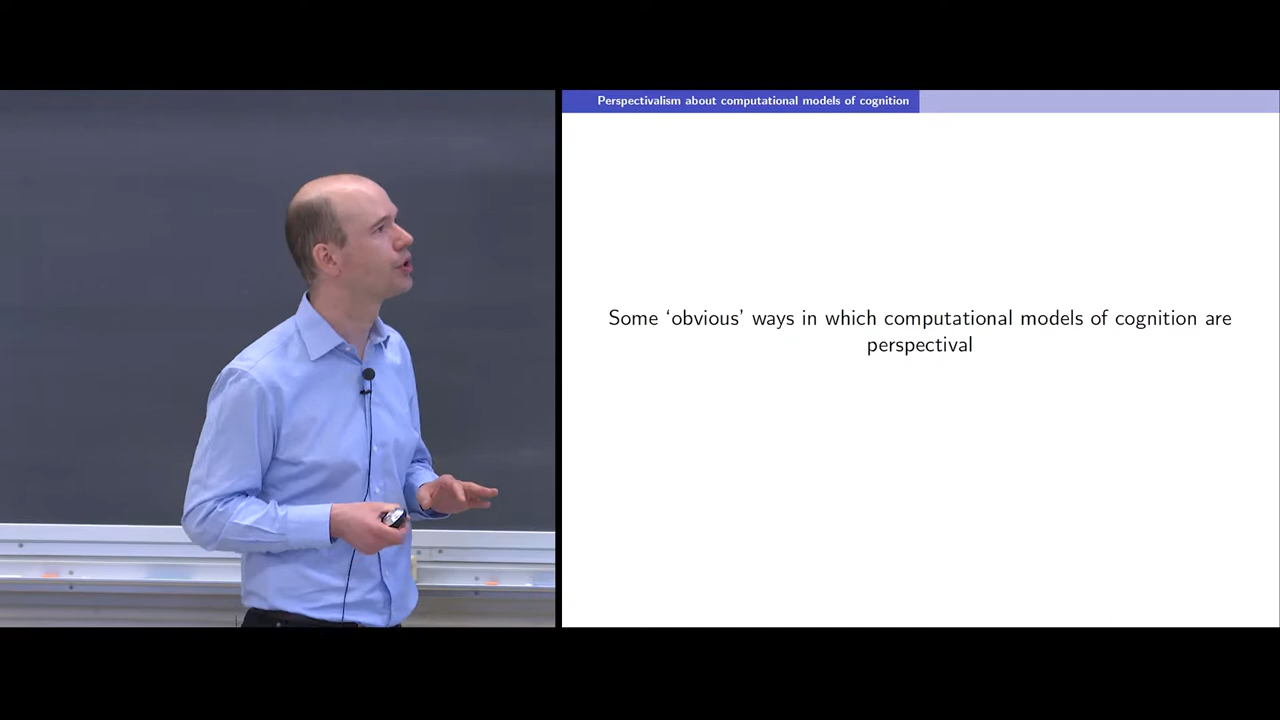 Perspectivalism about computational models of cognition
Some ‘obvious’ ways in which computational models of cognition are
perspectival